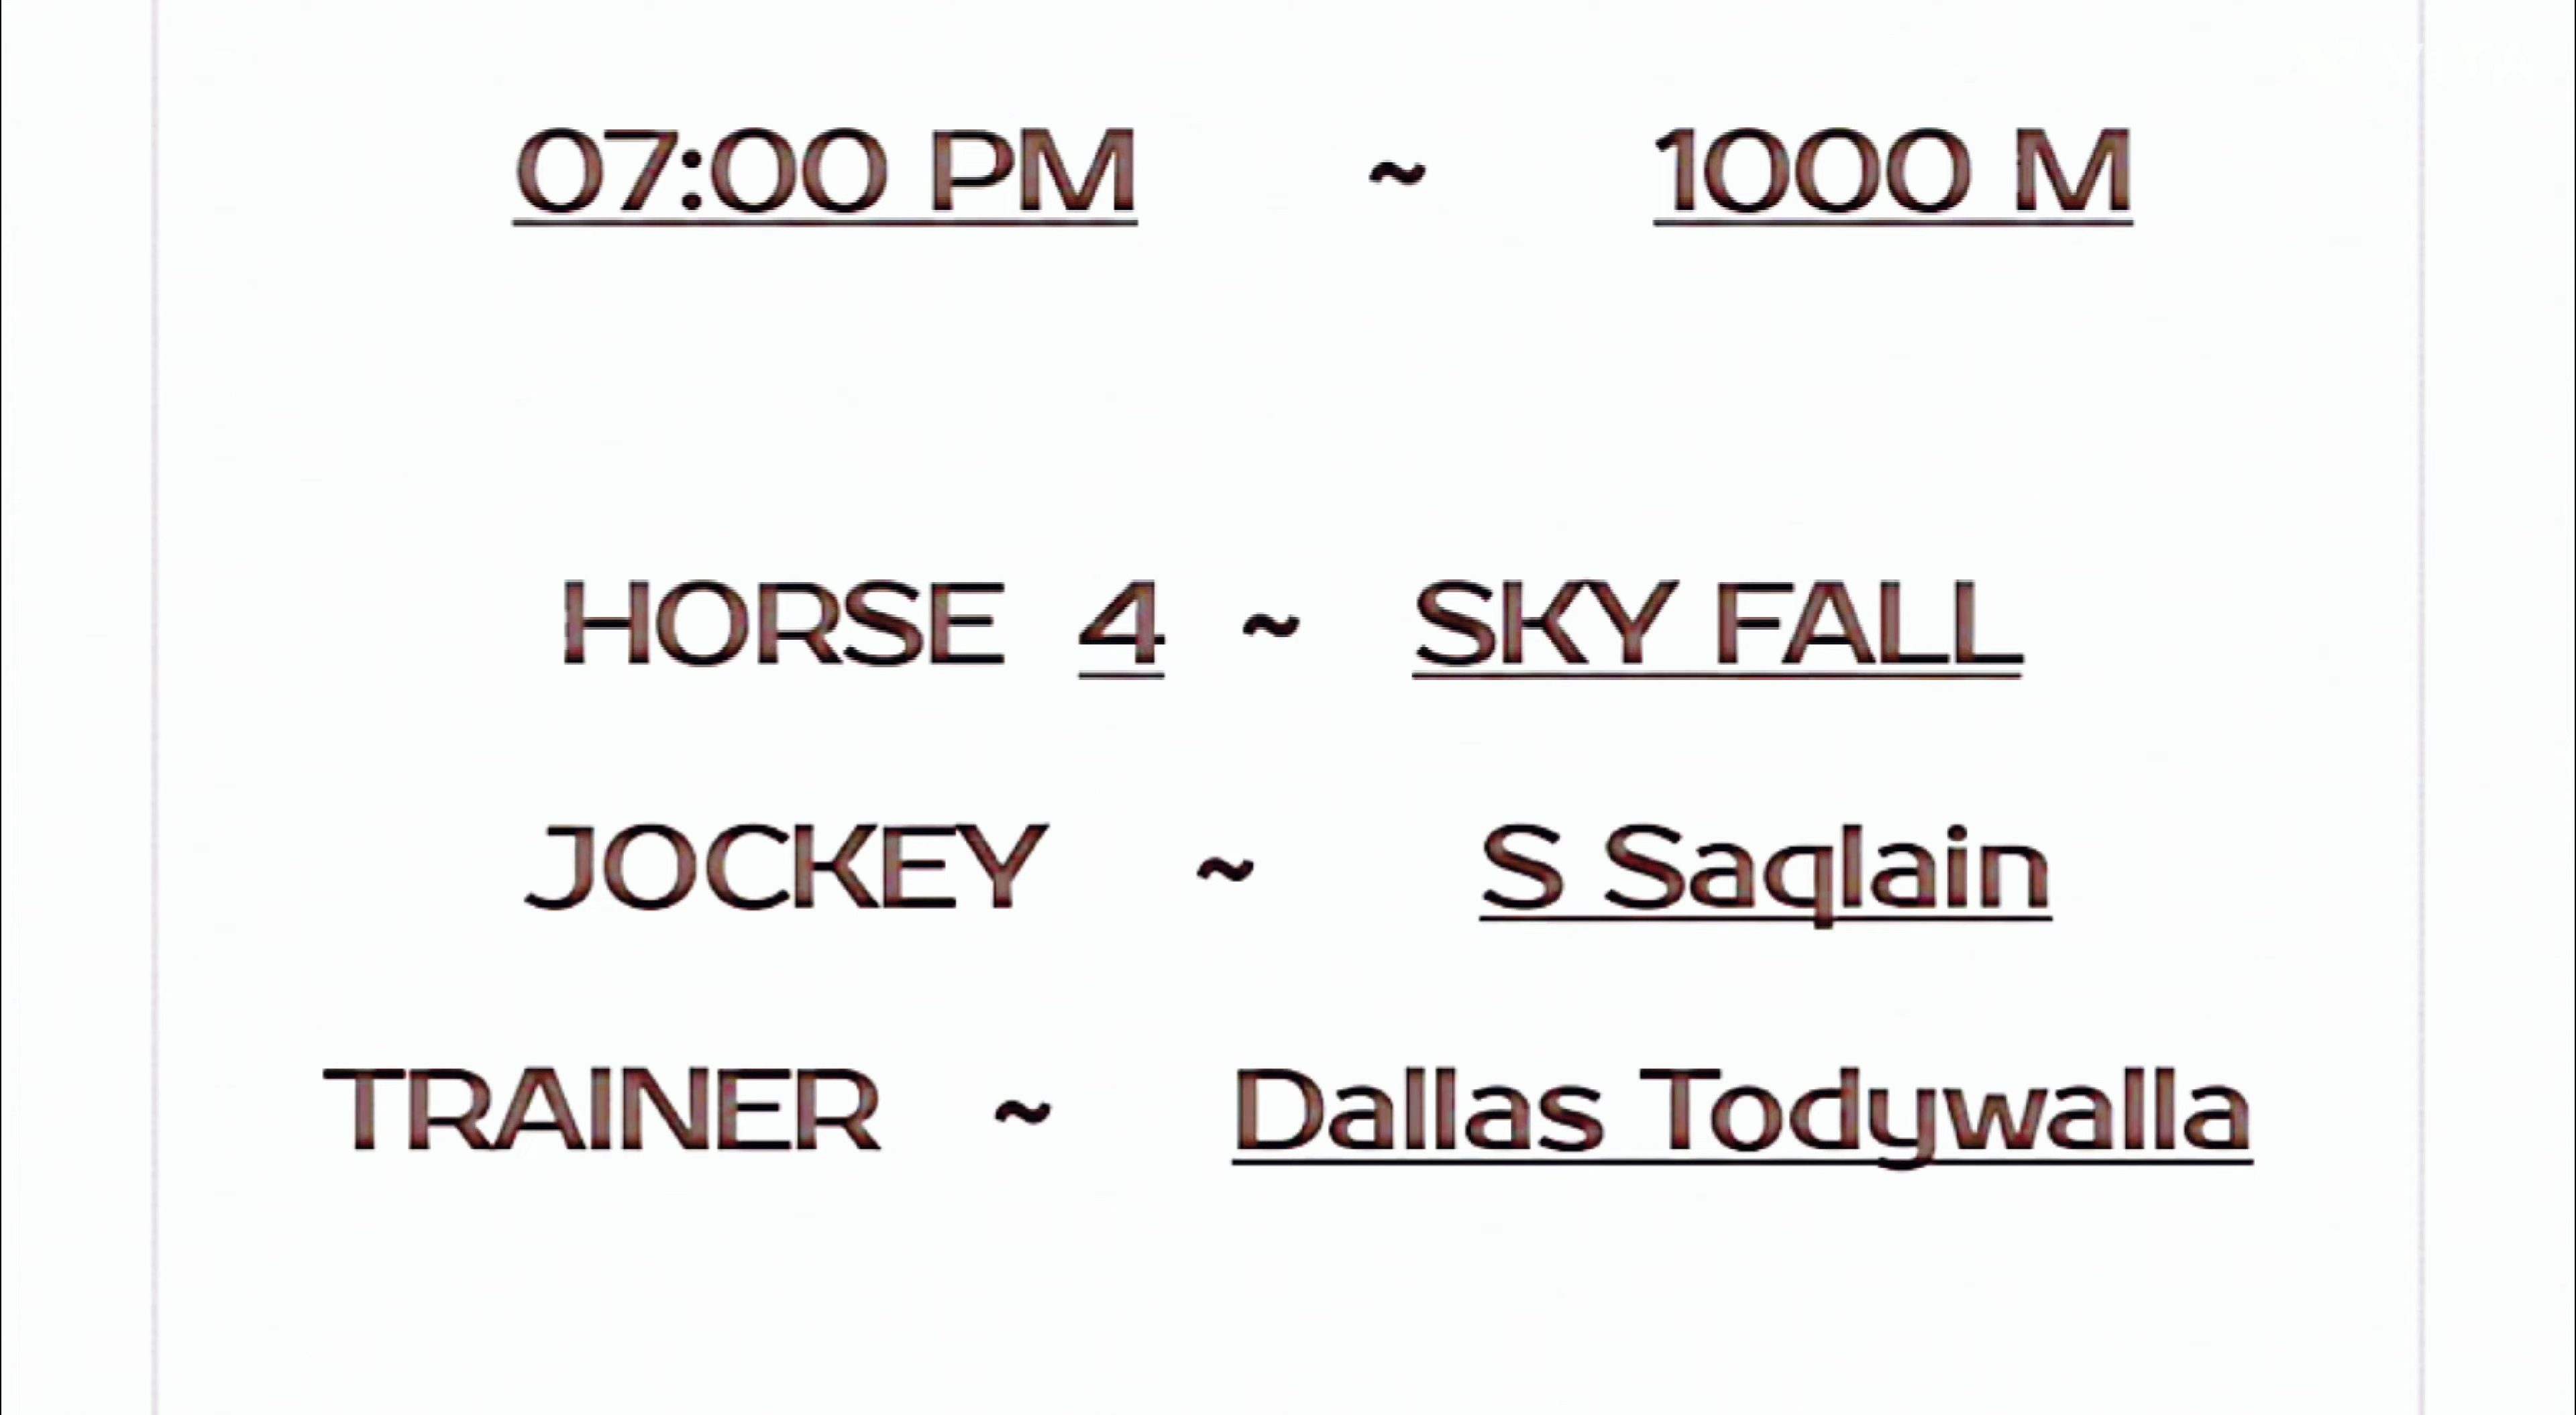 07:00 PM ~ 1000 M
HORSE 4 ~ SKY FALL
JOCKEY ~ S Saqlain
TRAINER ~ Dallas Todywalla